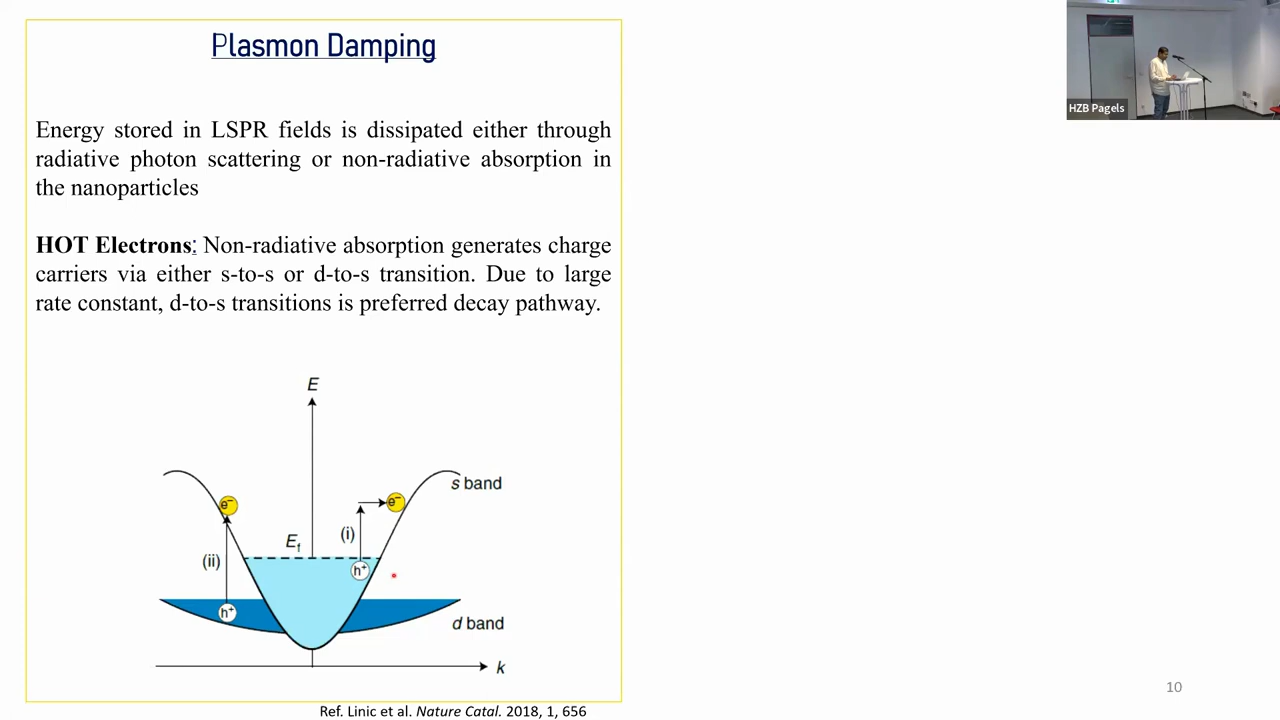 Plasmon Damping
Energy stored in LSPR fields is dissipated either through
radiative photon scattering or non-radiative absorption in
the nanoparticles
HOT Electrons: Non-radiative absorption generates charge
carriers via either s-to-s or d-to-s transition. Due to large
rate constant, d-to-s transitions is preferred decay pathway.
E
s band
e⁻
e⁻
(i)
Ef
(ii)
h⁺
h⁺
d band
k
Ref. Linic et al. Nature Catal. 2018, 1, 656
HZB Pagels
10